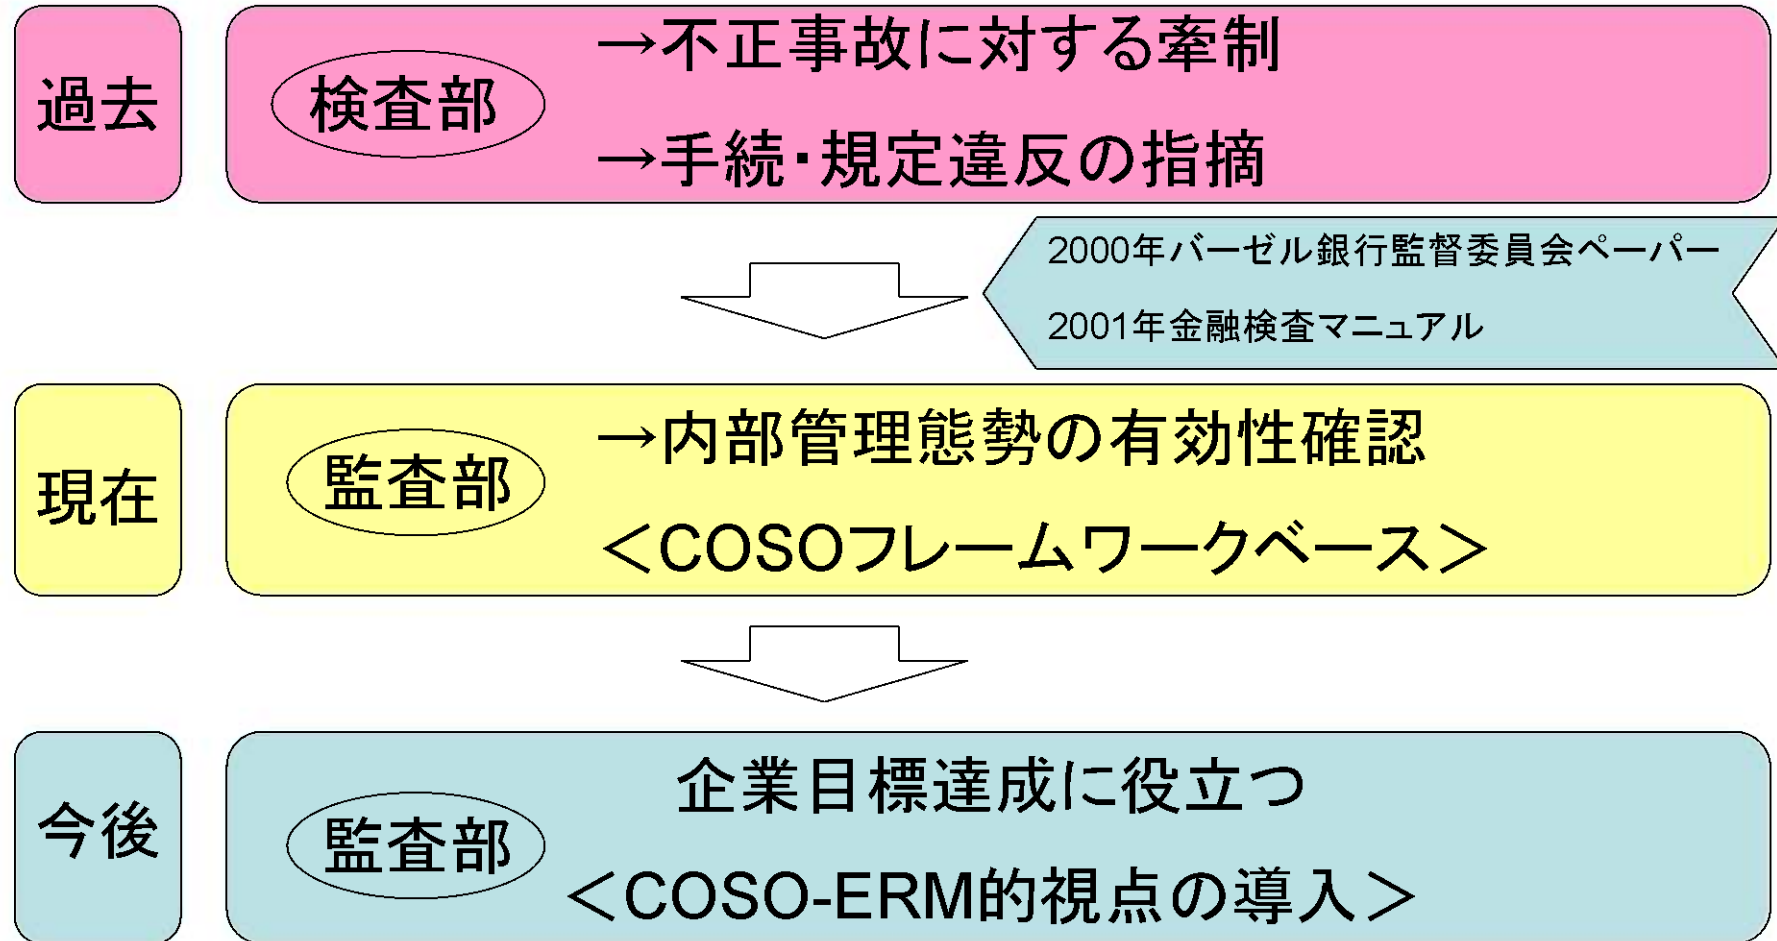 過去
検査部
→不正事故に対する牽制
→手続・規定違反の指摘
2000年バーゼル銀行監督委員会ペーパー
2001年金融検査マニュアル
現在
監査部
→内部管理態勢の有効性確認
＜COSOフレームワークベース＞
今後
監査部
企業目標達成に役立つ
＜COSO-ERM的視点の導入＞